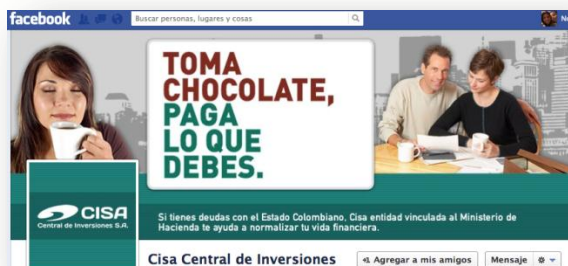 facebook
Buscar personas, lugares y cosas
TOMA
CHOCOLATE,
PAGA
LO QUE
DEBES.
CISA
Central de Inversiones S.A.
Si tienes deudas con el Estado Colombiano, Cisa entidad vinculada al Ministerio de
Hacienda te ayuda a normalizar tu vida financiera.
Cisa Central de Inversiones
Agregar a mis amigos
Mensaje